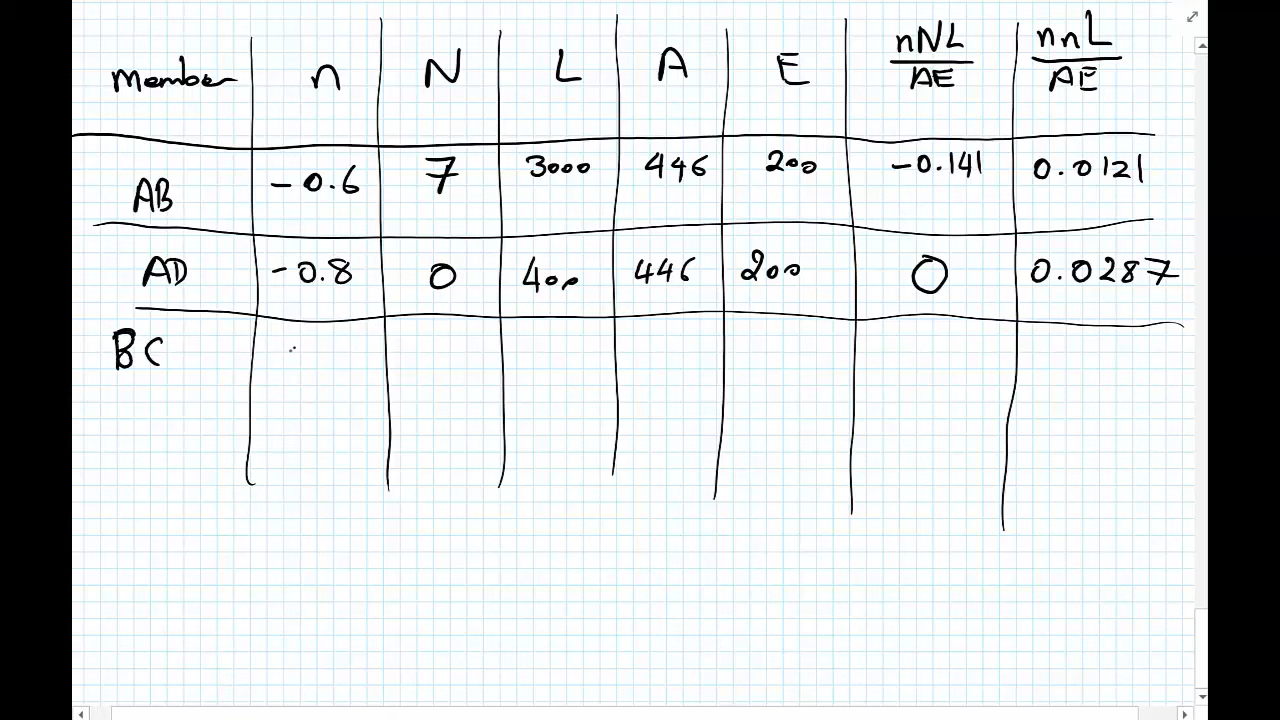 Member n N L A E nNL/AE nnL/AE
AB -0.6 7 3000 446 200 -0.141 0.0121
AD -0.8 0 400 446 200 0 0.0287
BC